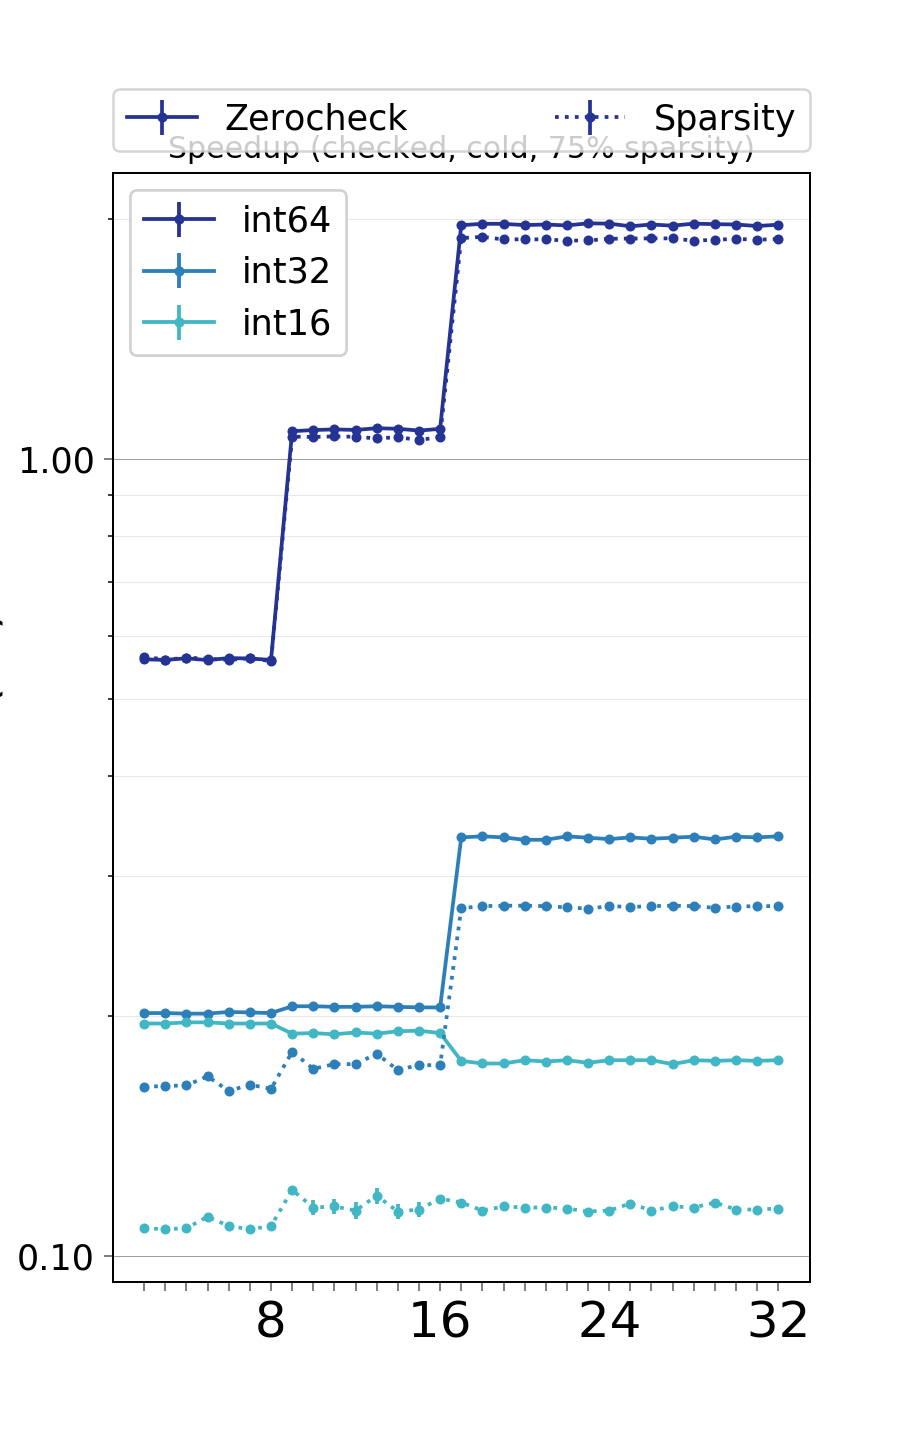 Zerocheck Sparsity
Speedup (checked, cold, 75% sparsity)
int64
int32
int16
1.00
0.10
8 16 24 32